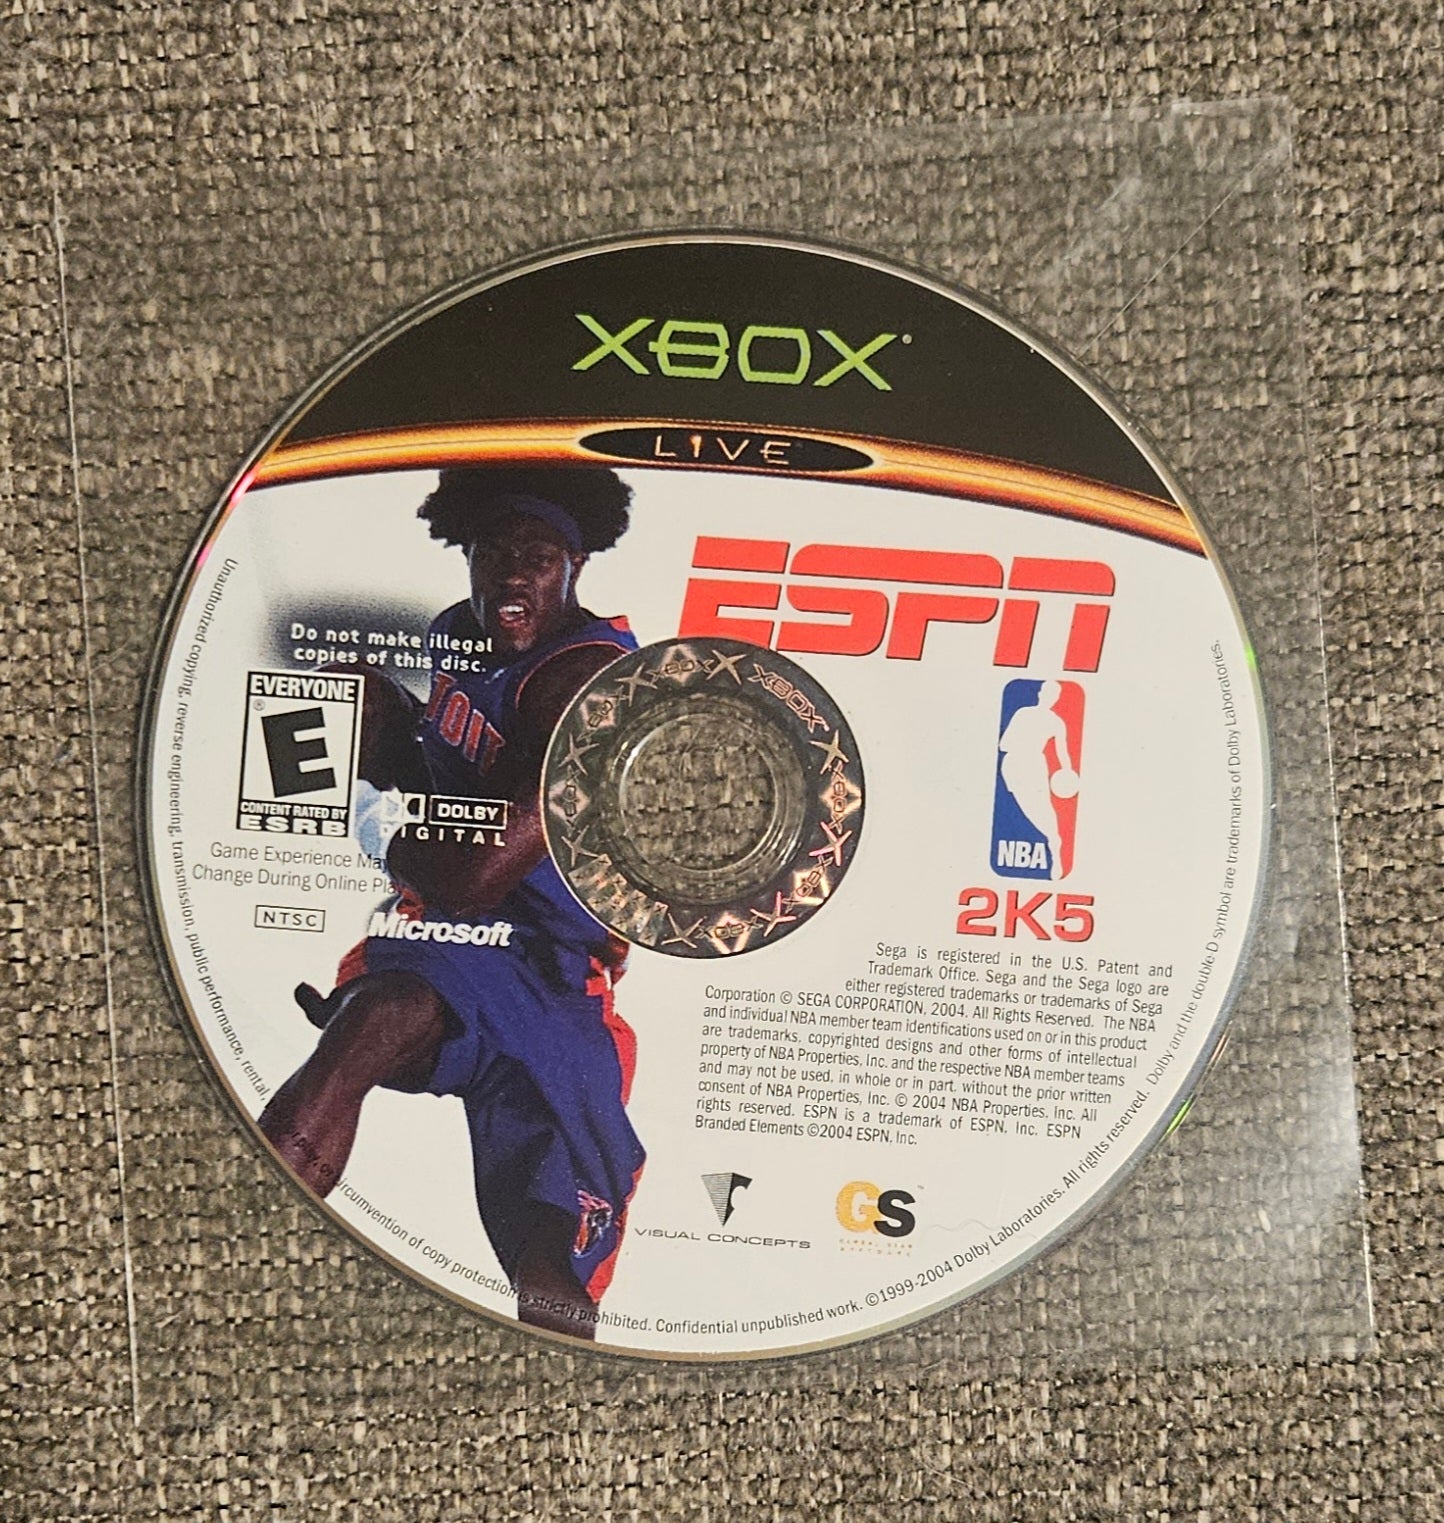 XBOX
LIVE
ESPN
Do not make illegal
copies of this disc.
EVERYONE
E
CONTENT RATED BY
ESRB
DOLBY
DIGITAL
Game Experience May
Change During Online Pla
NTSC
Microsoft
TOIT
NBA
2K5
Sega is registered in the U.S. Patent and
Trademark Office. Sega and the Sega logo are
either registered trademarks or trademarks of Sega
Corporation © SEGA CORPORATION, 2004. All Rights Reserved. The NBA
and individual NBA member team identifications used on or in this product
are trademarks, copyrighted designs and other forms of intellectual
property of NBA Properties, Inc. and the respective NBA member teams
and may not be used, in whole or in part, without the prior written
consent of NBA Properties, Inc. © 2004 NBA Properties, Inc. All
rights reserved. ESPN is a trademark of ESPN, Inc. ESPN
Branded Elements ©2004 ESPN, Inc.
VISUAL CONCEPTS
GS
Unauthorized copying, reverse engineering, transmission, public performance, rental, circumvention of copy protection is strictly prohibited. Confidential unpublished work. ©1999-2004 Dolby Laboratories. All rights reserved. Dolby and the double-D symbol are trademarks of Dolby Laboratories.
XBOX